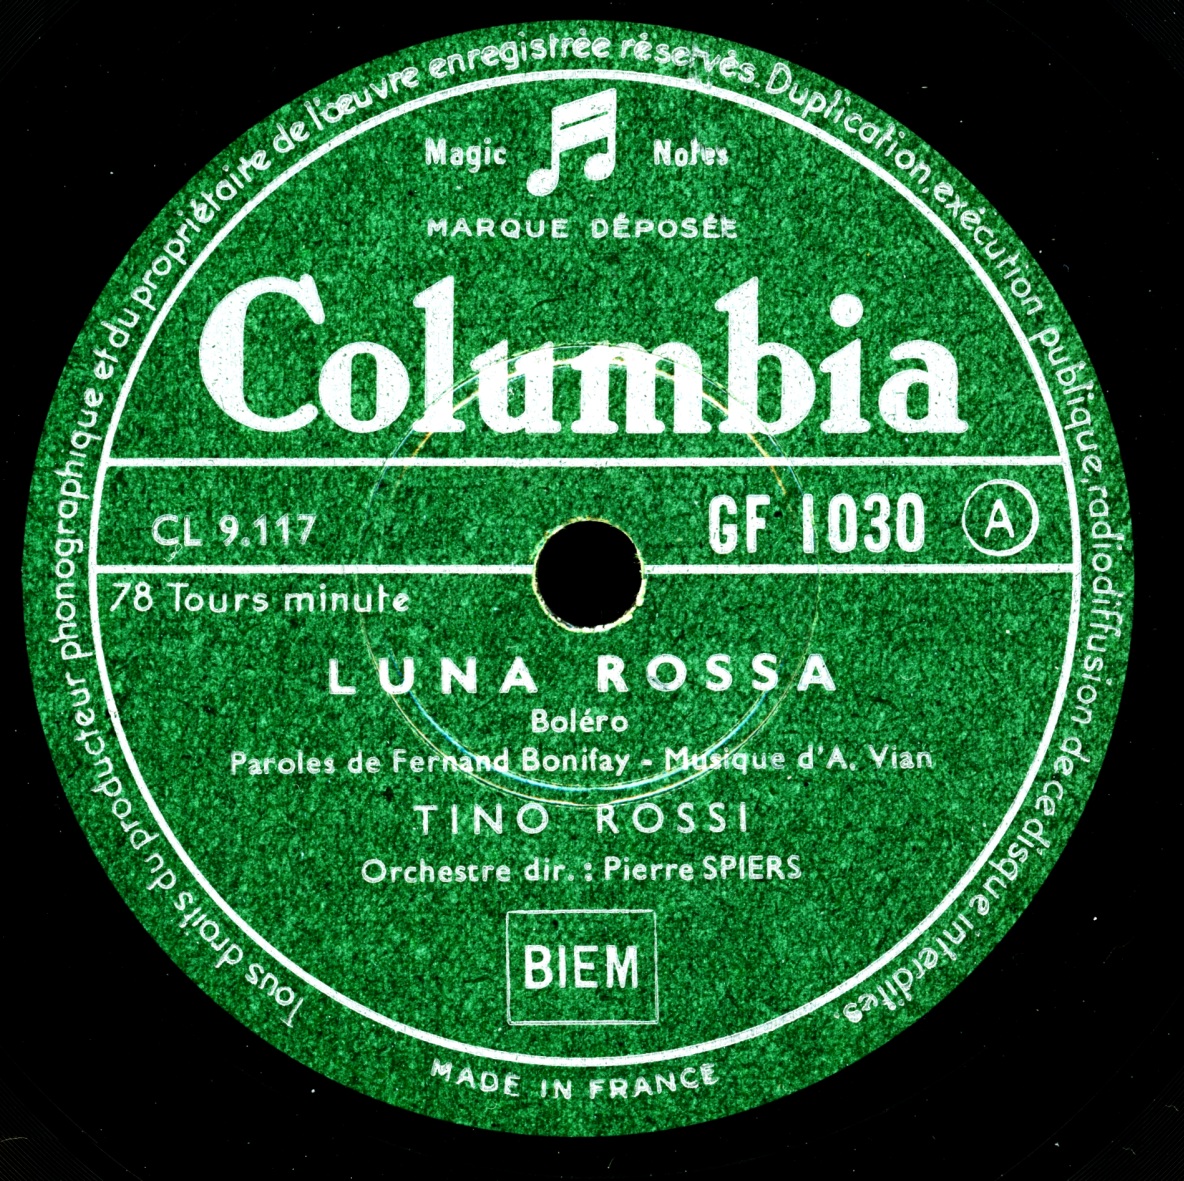 Tous droits du producteur phonographique et du propriétaire de l'œuvre enregistrée réservés. Duplication, exécution publique, radiodiffusion de ce disque interdites.
Magic Notes
MARQUE DÉPOSÉE
Columbia
CL 9.117
GF 1030 A
78 Tours minute
LUNA ROSSA
Boléro
Paroles de Fernand Bonifay - Musique d'A. Vian
TINO ROSSI
Orchestre dir. : Pierre SPIERS
BIEM
MADE IN FRANCE